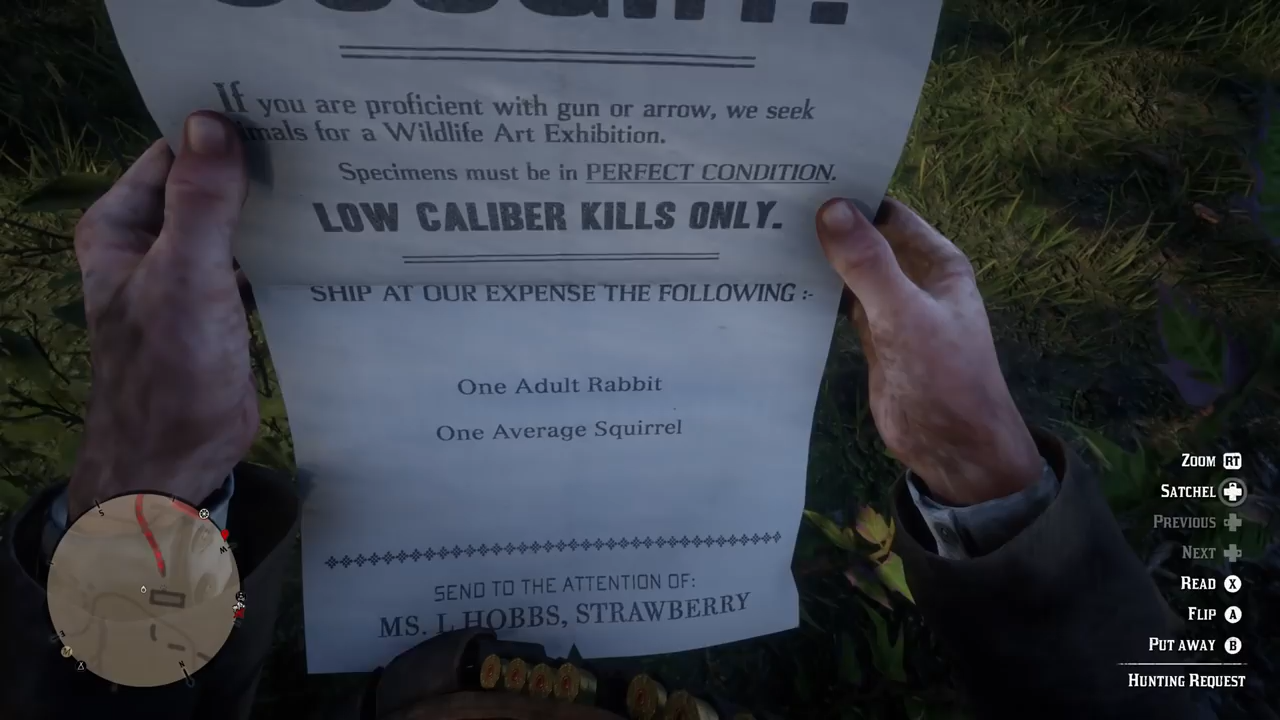 If you are proficient with gun or arrow, we seek
for a Wildlife Art Exhibition.
Specimens must be in PERFECT CONDITION.
LOW CALIBER KILLS ONLY.
SHIP AT OUR EXPENSE THE FOLLOWING :-
One Adult Rabbit
One Average Squirrel
SEND TO THE ATTENTION OF:
MS. L HOBBS, STRAWBERRY
ZOOM RT
SATCHEL
PREVIOUS
NEXT
READ X
FLIP A
PUT AWAY B
HUNTING REQUEST